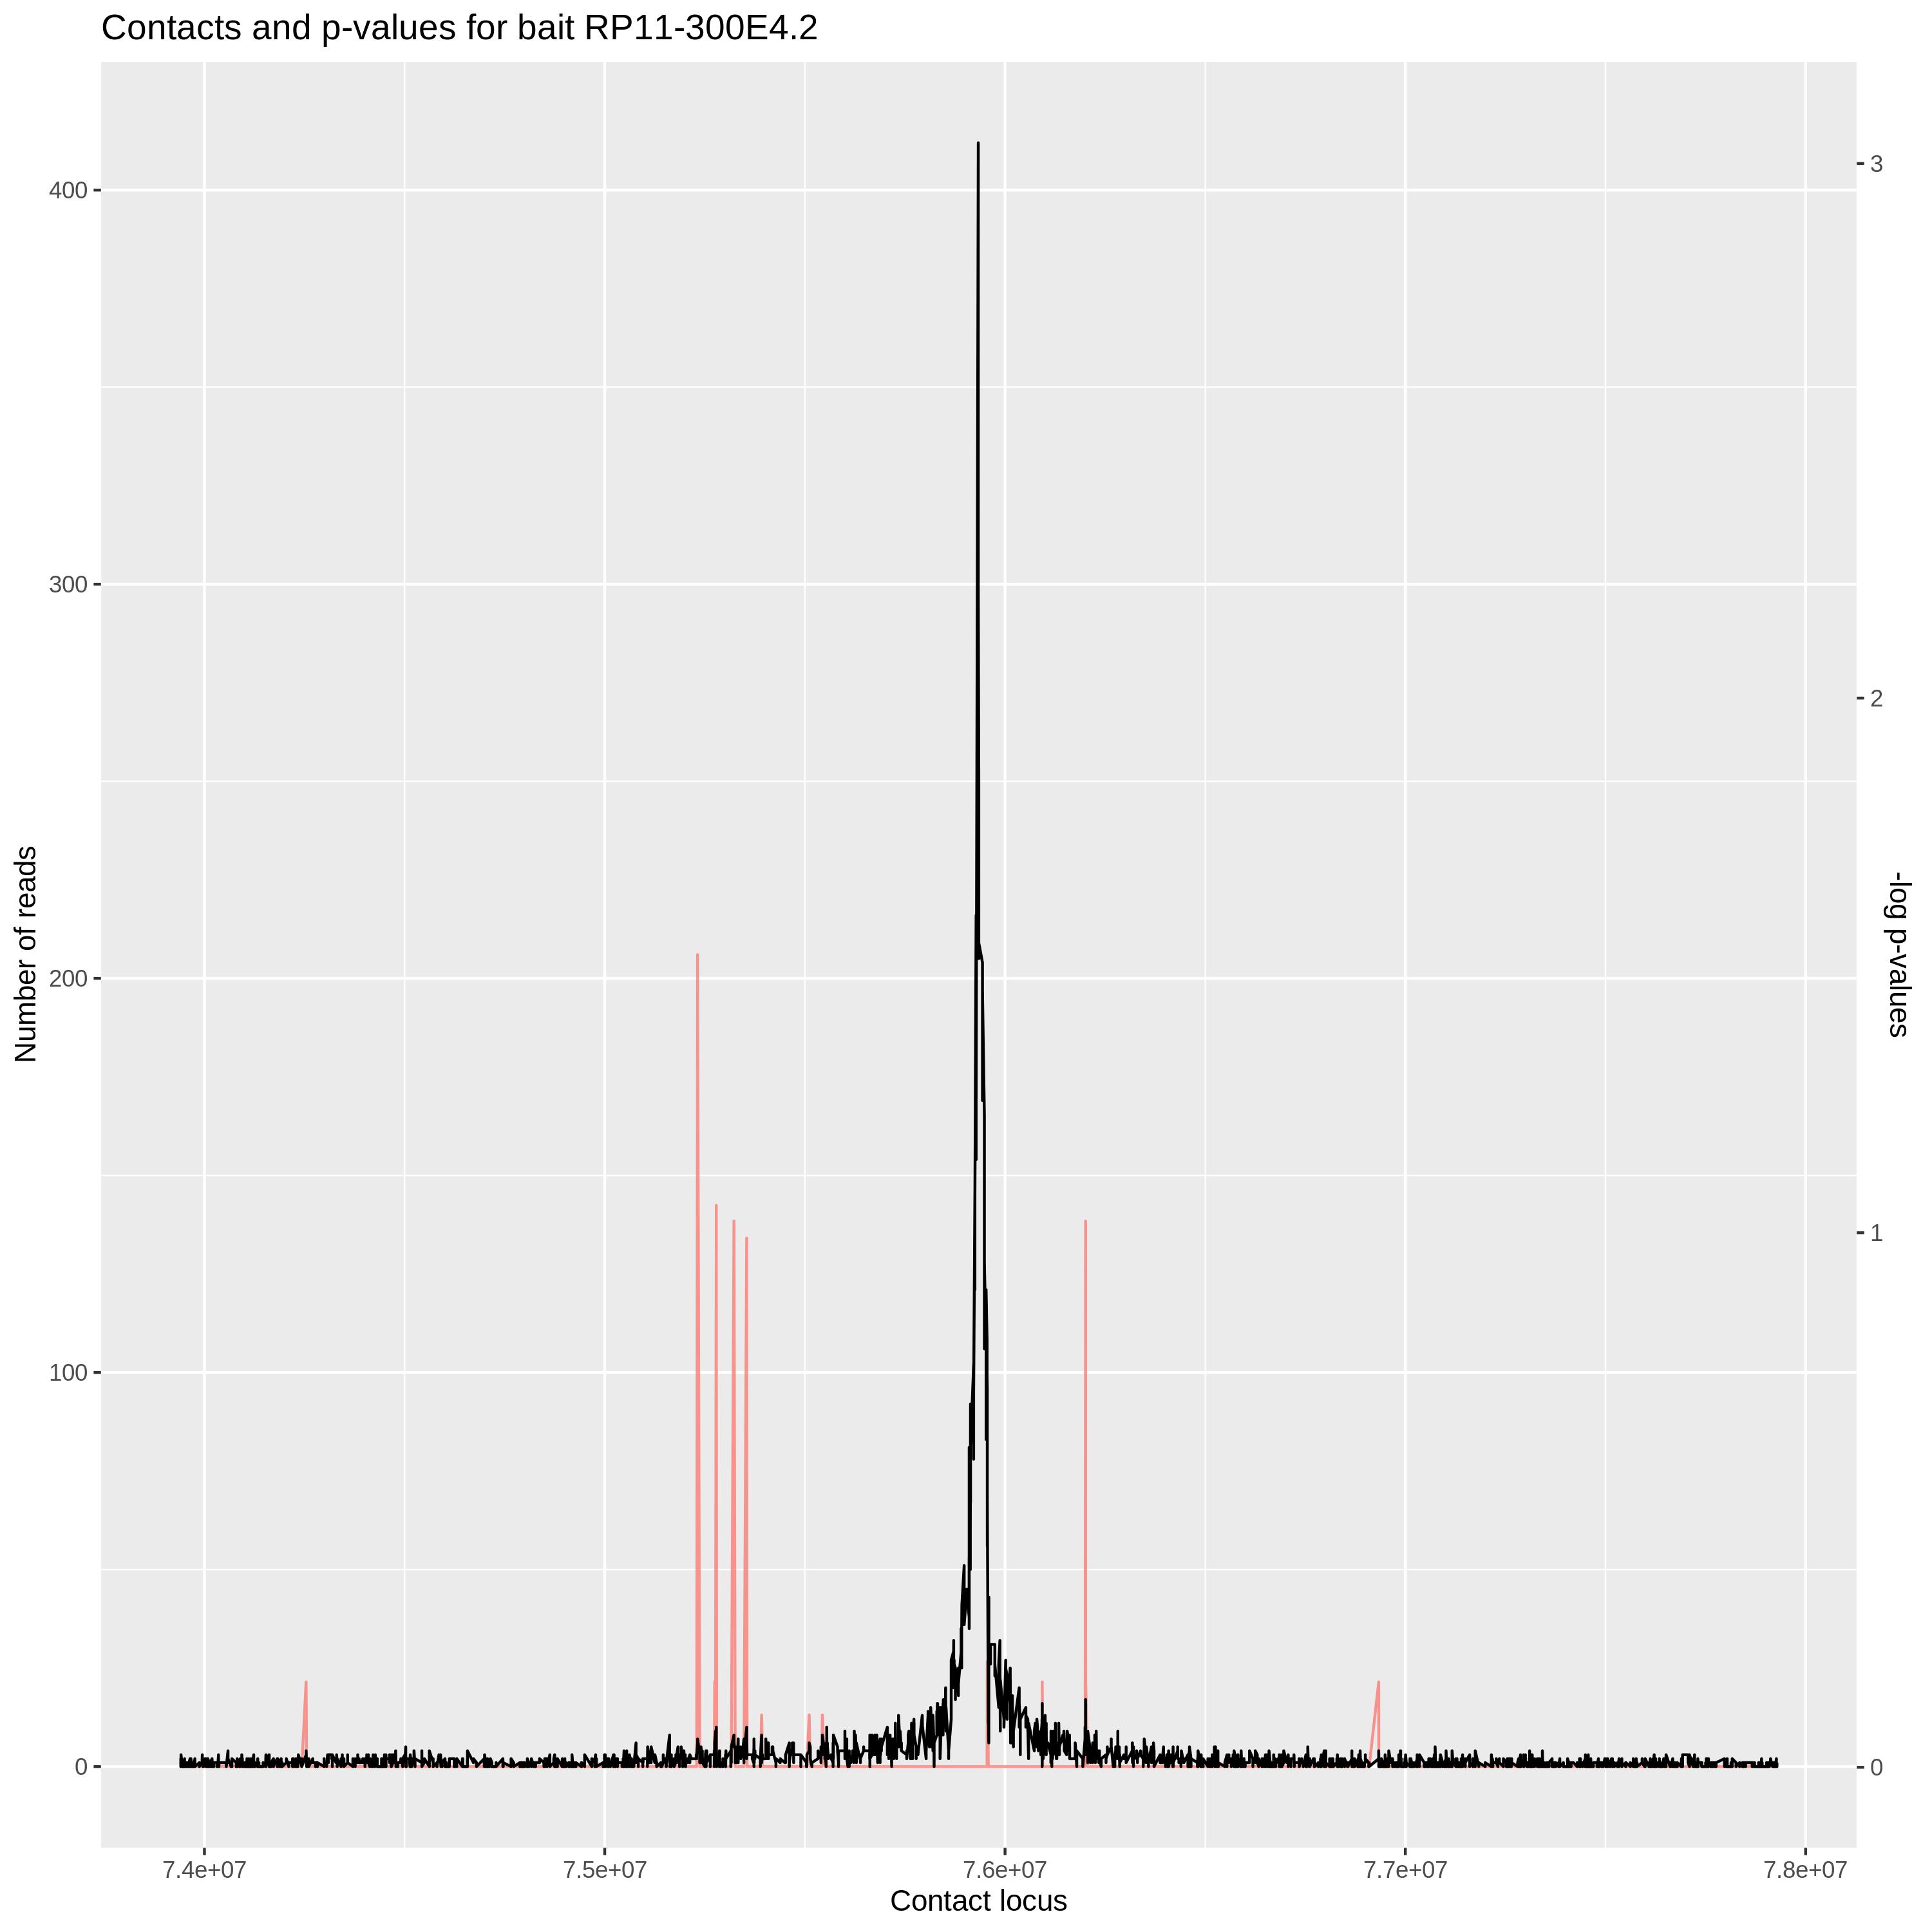 Contacts and p-values for bait RP11-300E4.2
400
300
200
100
0
Number of reads
3
2
1
0
-log p-values
7.4e+07
7.5e+07
7.6e+07
7.7e+07
7.8e+07
Contact locus